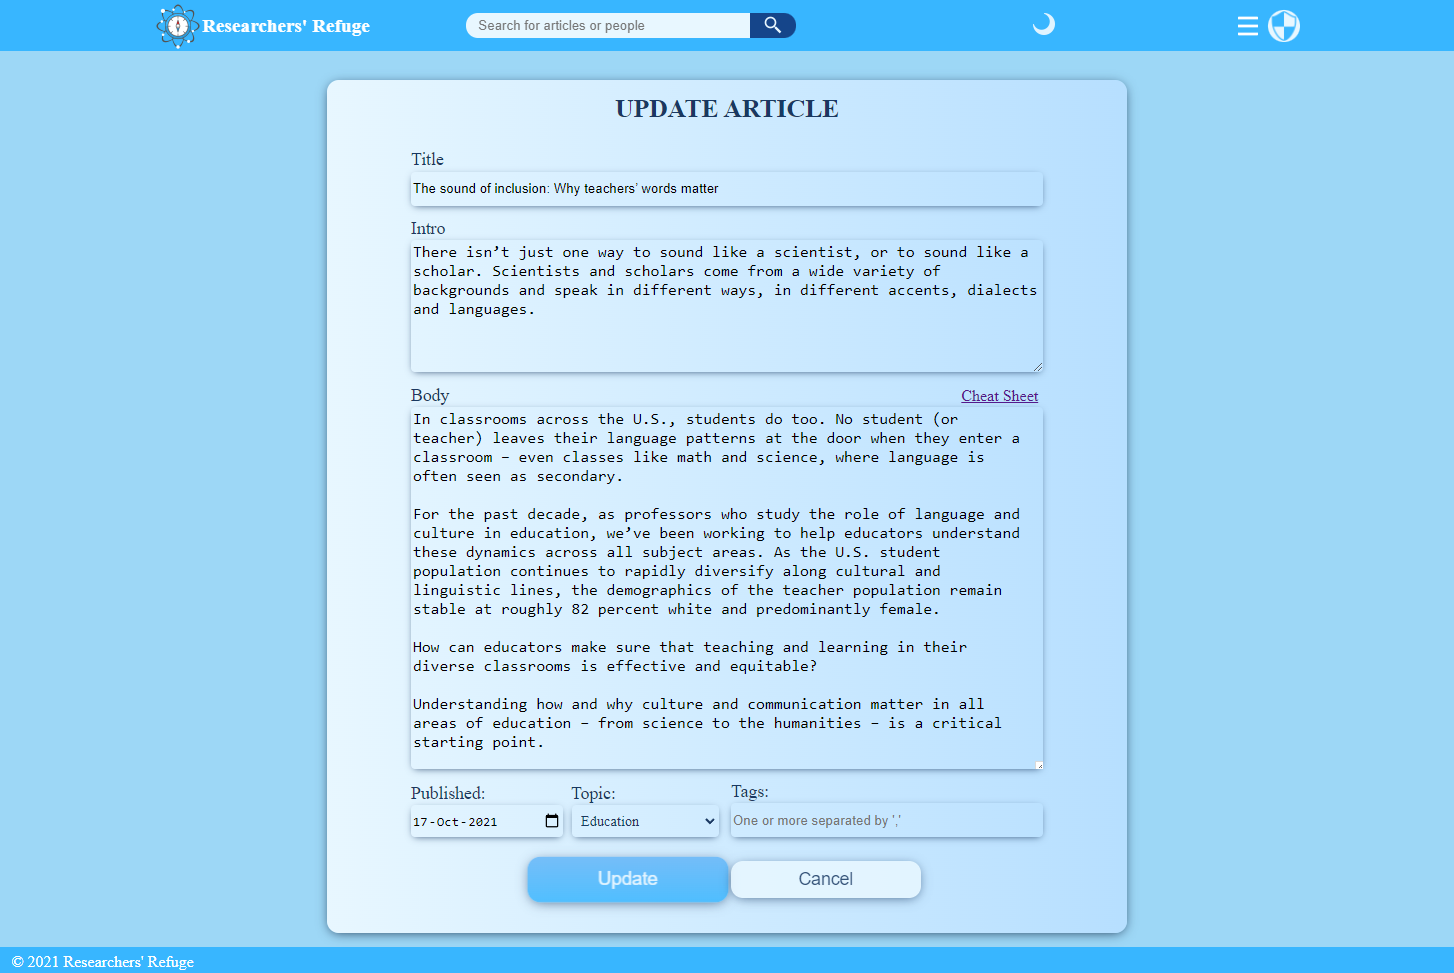 Researchers' Refuge
Search for articles or people
UPDATE ARTICLE
Title
The sound of inclusion: Why teachers’ words matter
Intro
There isn’t just one way to sound like a scientist, or to sound like a
scholar. Scientists and scholars come from a wide variety of
backgrounds and speak in different ways, in different accents, dialects
and languages.
Body
Cheat Sheet
In classrooms across the U.S., students do too. No student (or
teacher) leaves their language patterns at the door when they enter a
classroom – even classes like math and science, where language is
often seen as secondary.
For the past decade, as professors who study the role of language and
culture in education, we’ve been working to help educators understand
these dynamics across all subject areas. As the U.S. student
population continues to rapidly diversify along cultural and
linguistic lines, the demographics of the teacher population remain
stable at roughly 82 percent white and predominantly female.
How can educators make sure that teaching and learning in their
diverse classrooms is effective and equitable?
Understanding how and why culture and communication matter in all
areas of education – from science to the humanities – is a critical
starting point.
Published:
Topic:
Tags:
17-Oct-2021
Education
One or more separated by ','
Update
Cancel
© 2021 Researchers' Refuge